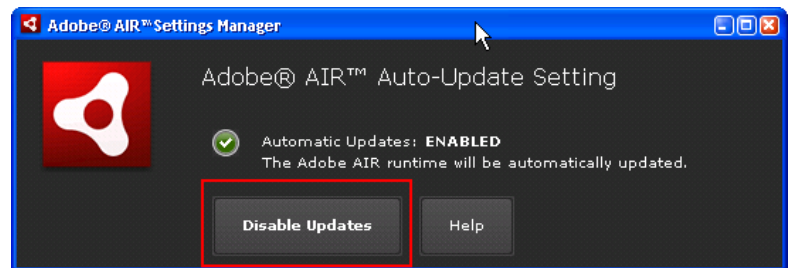 Adobe® AIR™ Settings Manager
Adobe® AIR™ Auto-Update Setting
Automatic Updates: ENABLED
The Adobe AIR runtime will be automatically updated.
Disable Updates
Help